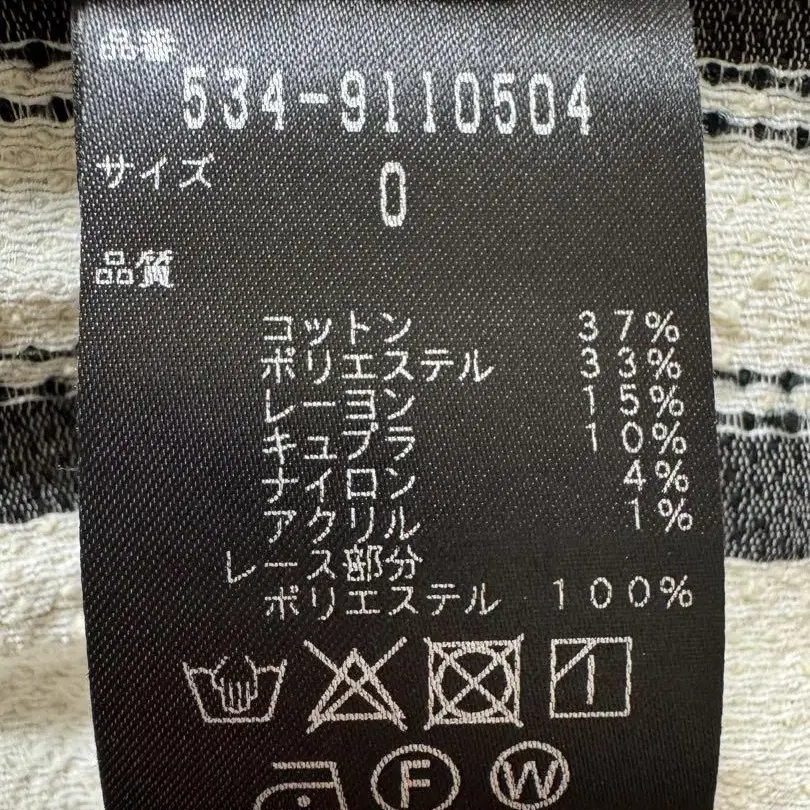 品番
534-9110504
サイズ 0
品質
コットン 37%
ポリエステル 33%
レーヨン 15%
キュプラ 10%
ナイロン 4%
アクリル 1%
レース部分
ポリエステル 100%
F W